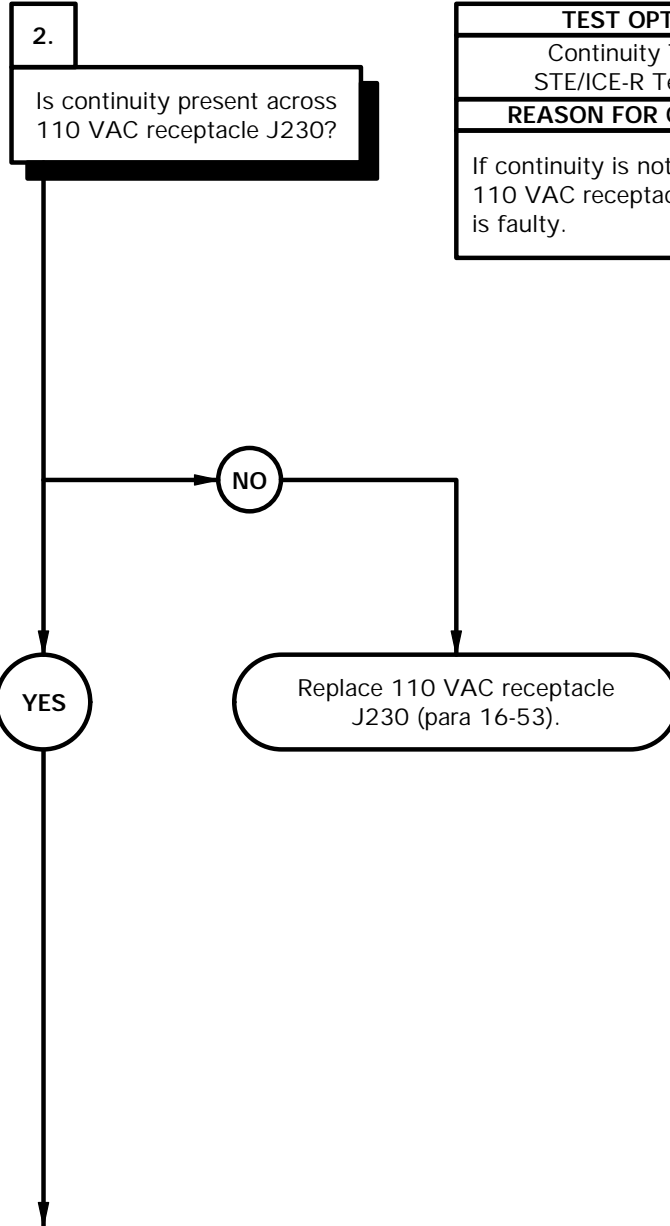 2.
Is continuity present across
110 VAC receptacle J230?
TEST OPT
Continuity
STE/ICE-R Te
REASON FOR
If continuity is not
110 VAC receptac
is faulty.
NO
YES
Replace 110 VAC receptacle
J230 (para 16-53).